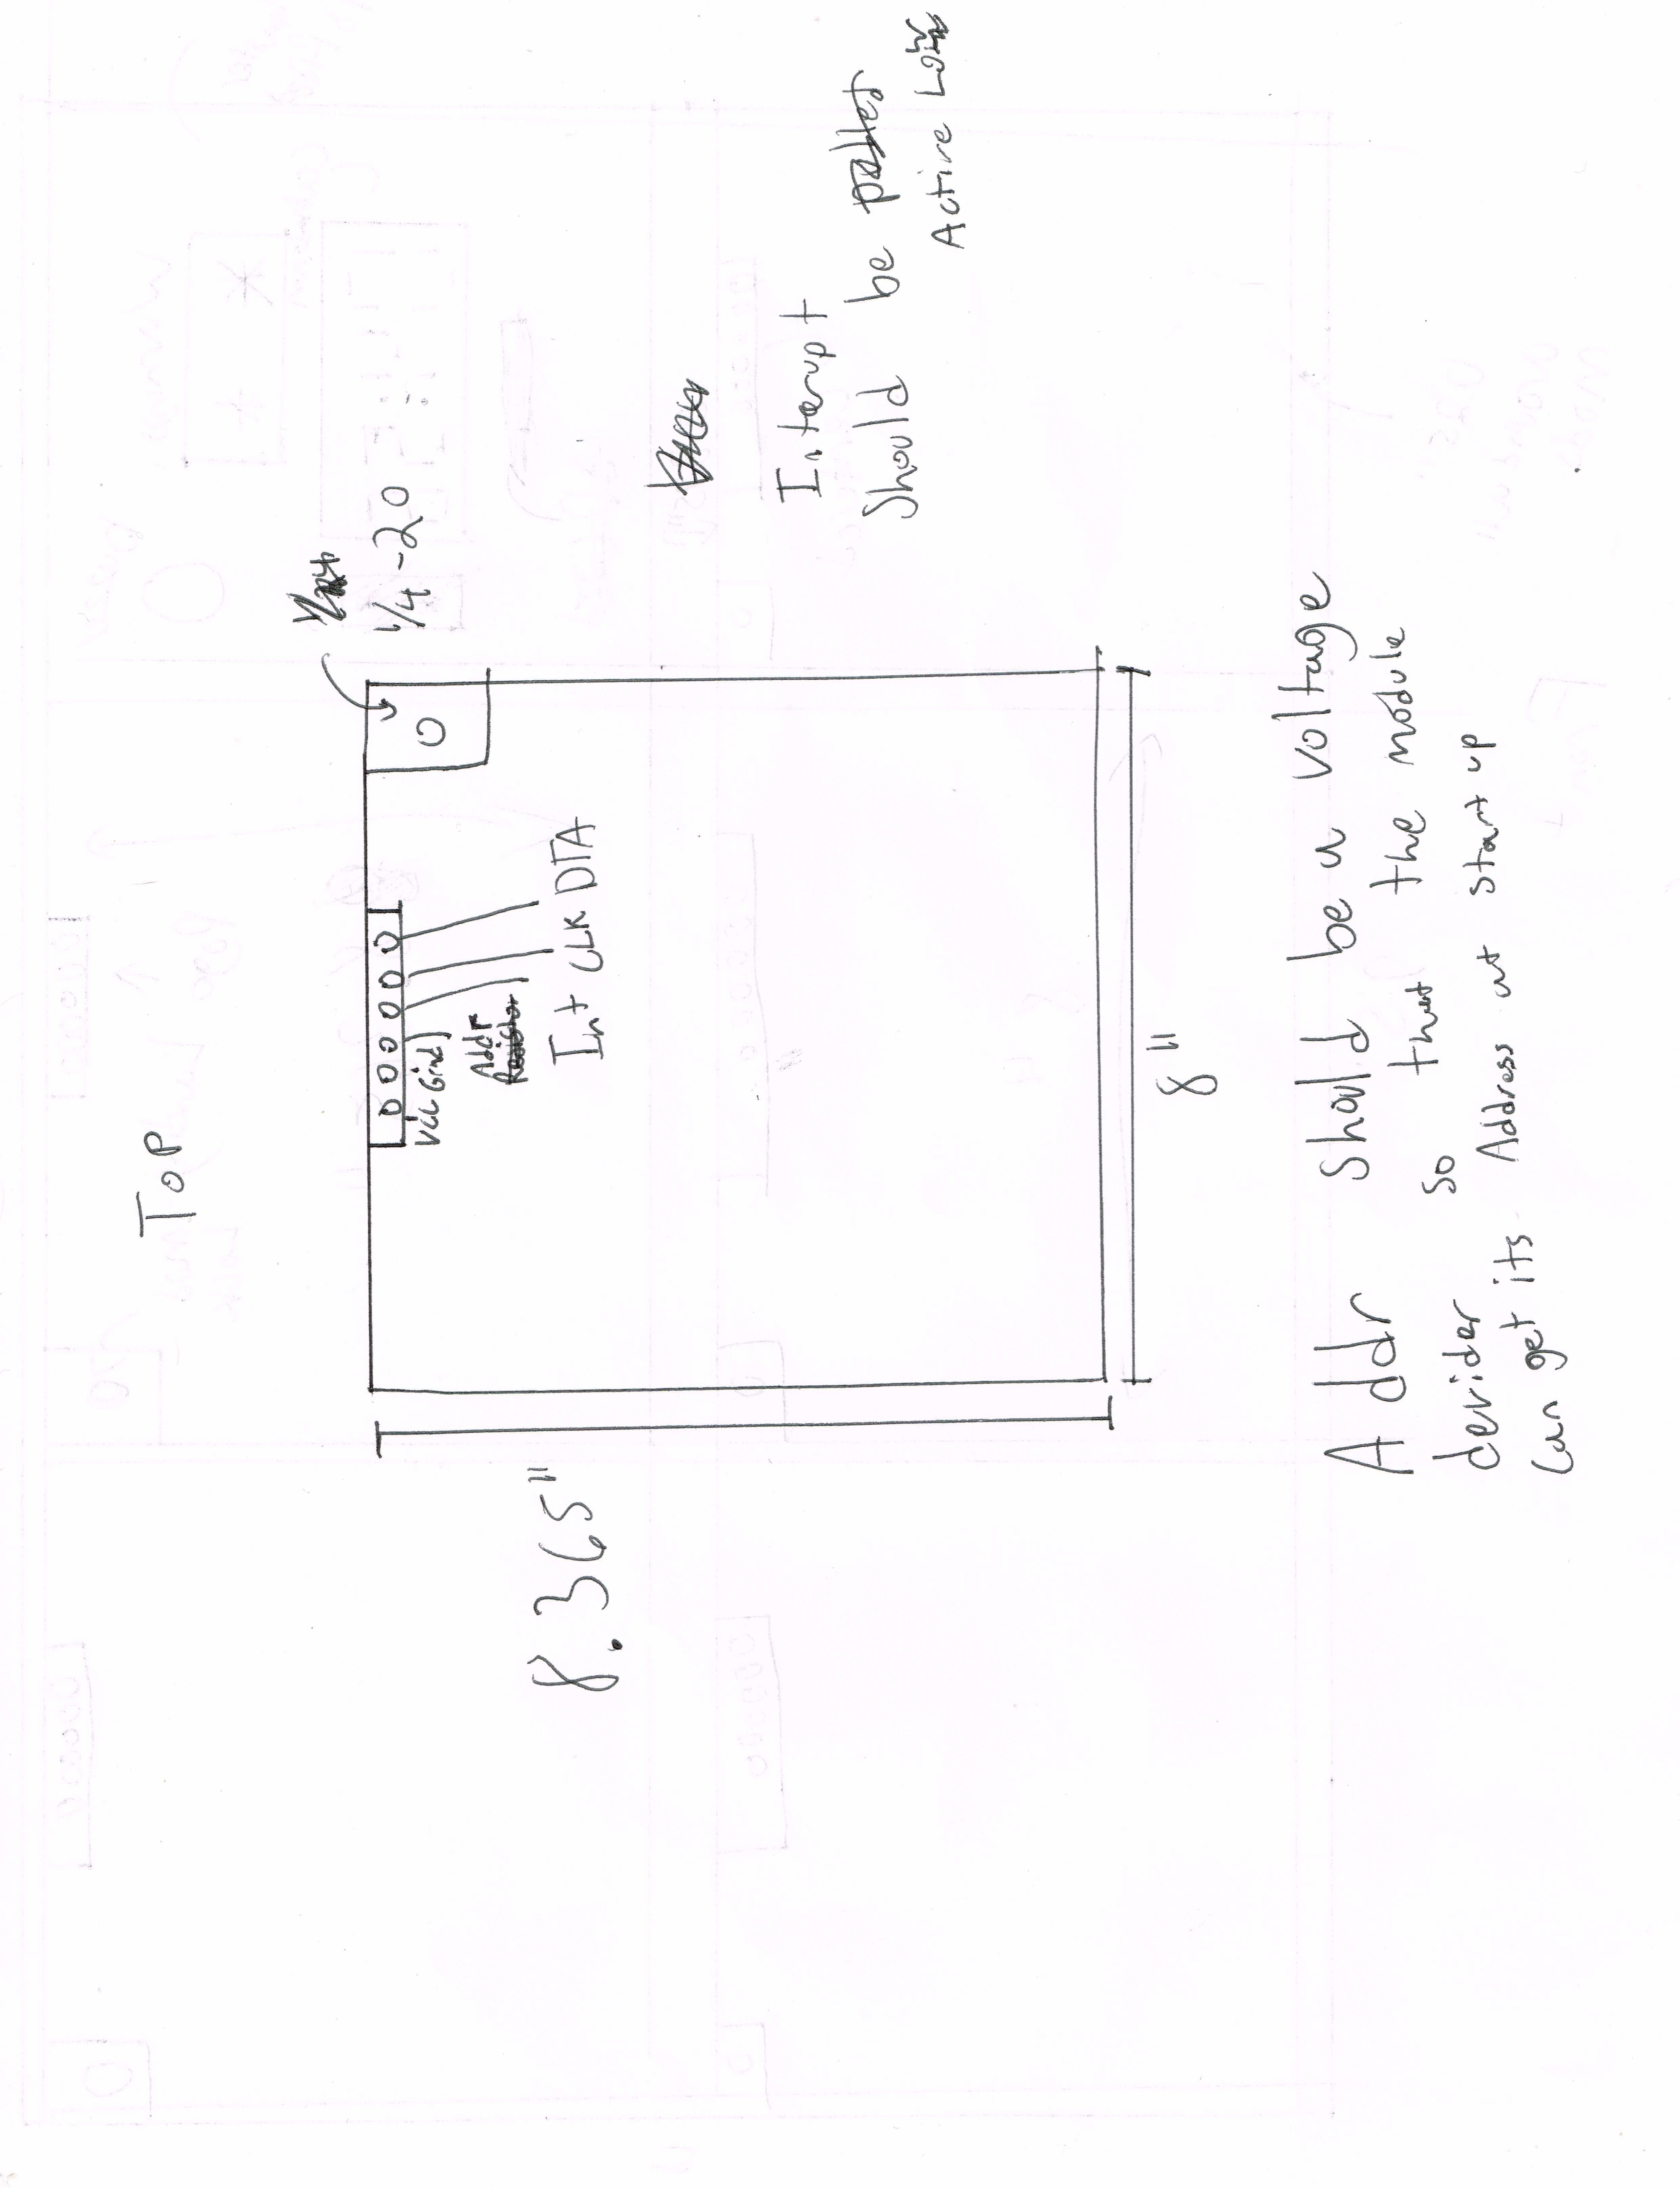 TOP
1/4-20
Vcc Gnd
Addr
Resistor
8.365"
Int CLK DTA
Interupt
Should be pulled
Active Low
8"
Addr should be a voltage
devider so that the module
can get its Address at start up